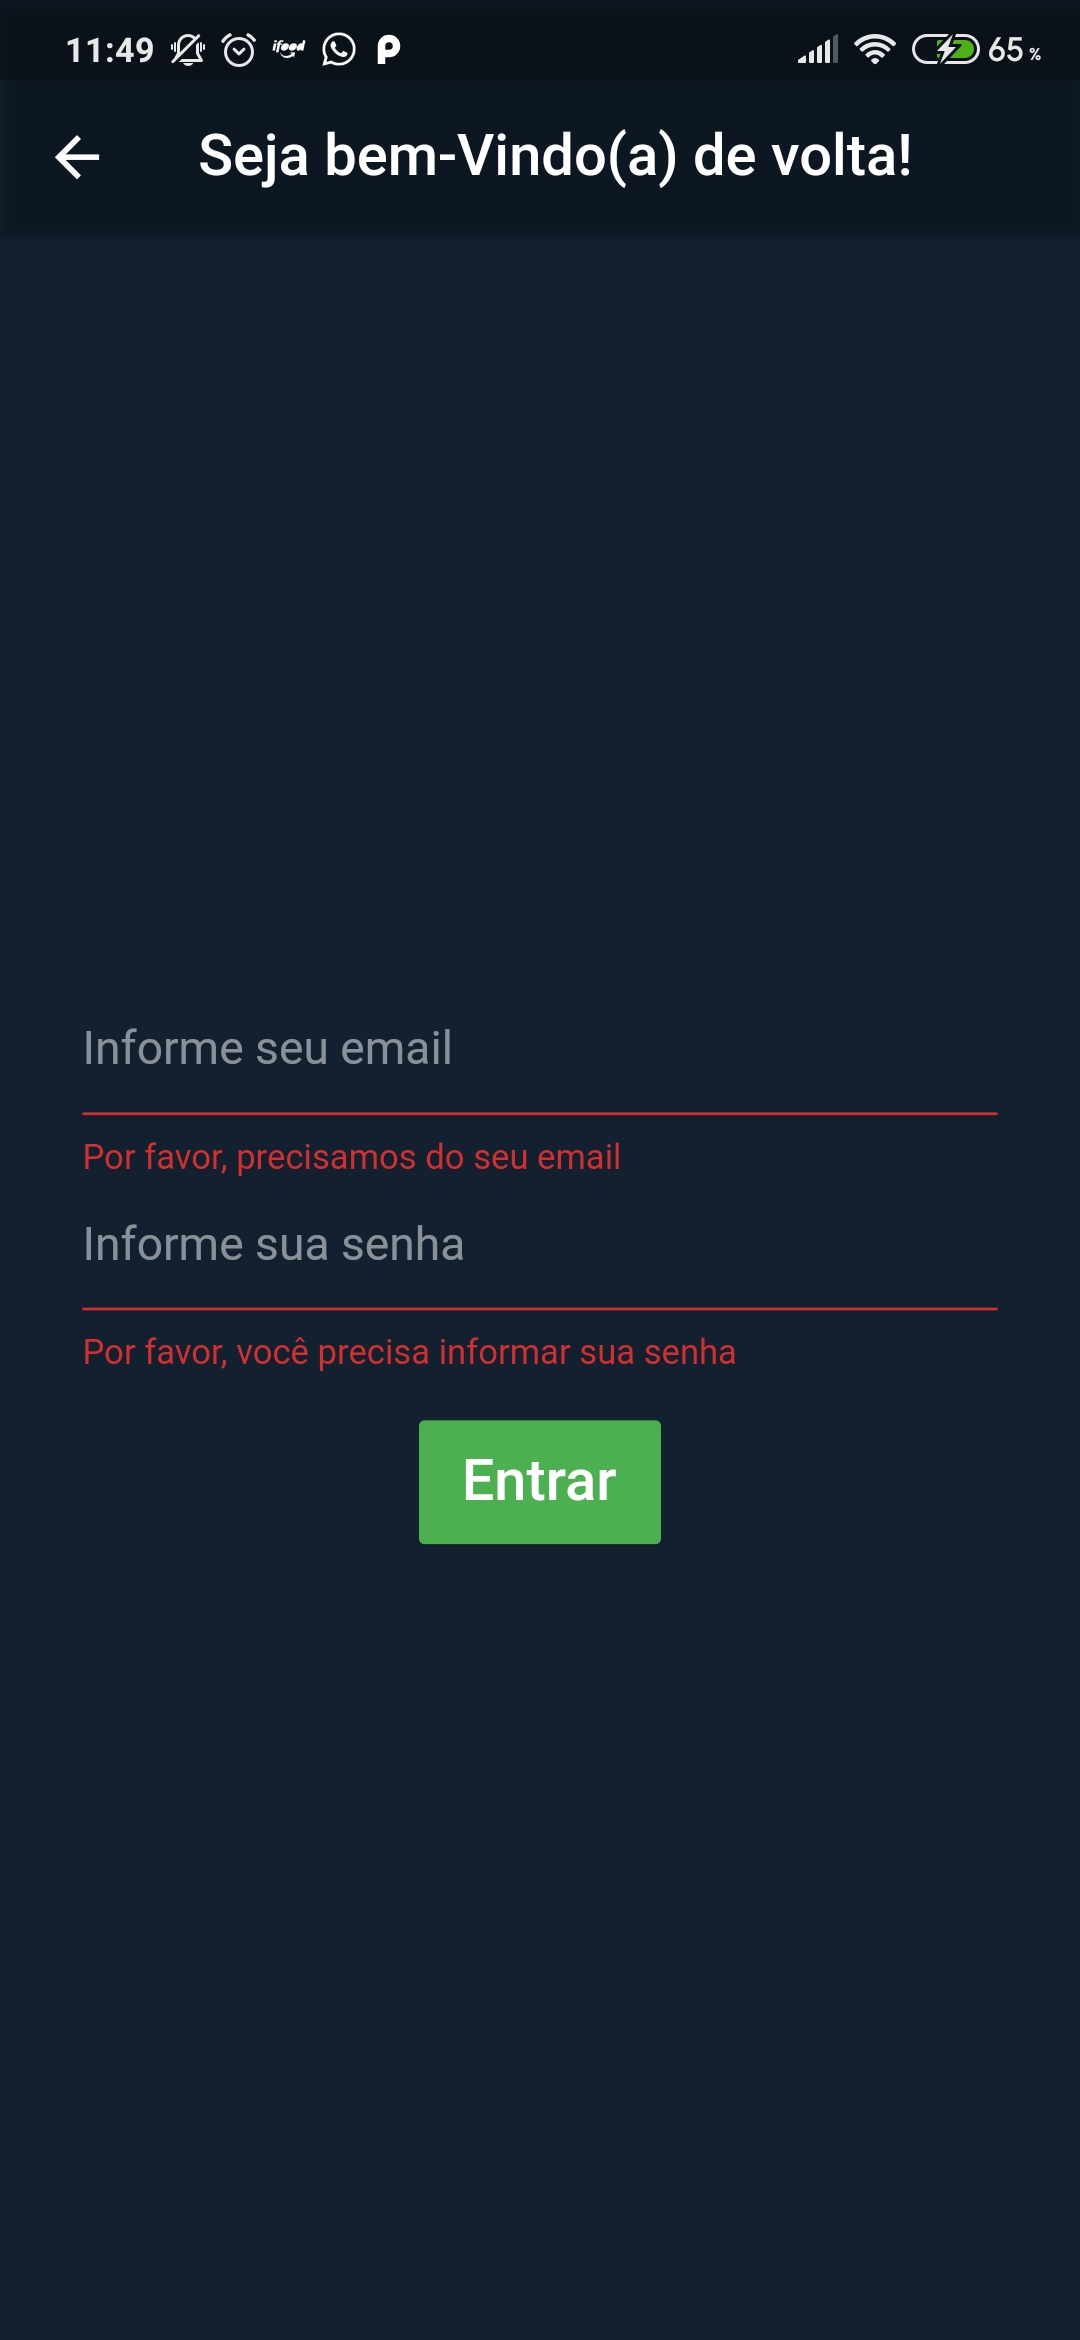 11:49 ifood 65 %
Seja bem-Vindo(a) de volta!
Informe seu email
Por favor, precisamos do seu email
Informe sua senha
Por favor, você precisa informar sua senha
Entrar